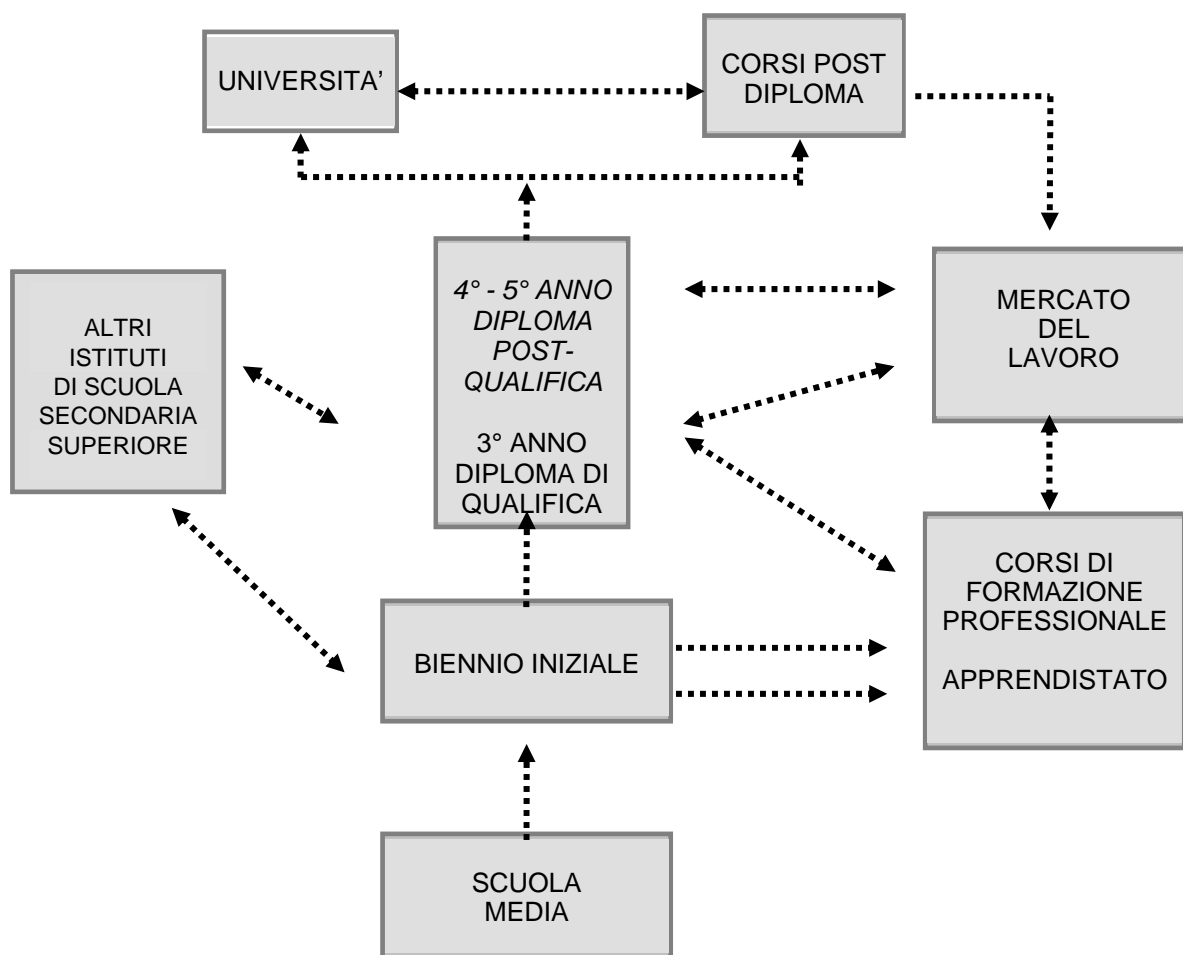 UNIVERSITA'
CORSI POST
DIPLOMA
4° - 5° ANNO
DIPLOMA
POST-
QUALIFICA
3° ANNO
DIPLOMA DI
QUALIFICA
MERCATO
DEL
LAVORO
ALTRI
ISTITUTI
DI SCUOLA
SECONDARIA
SUPERIORE
CORSI DI
FORMAZIONE
PROFESSIONALE
APPRENDISTATO
BIENNIO INIZIALE
SCUOLA
MEDIA